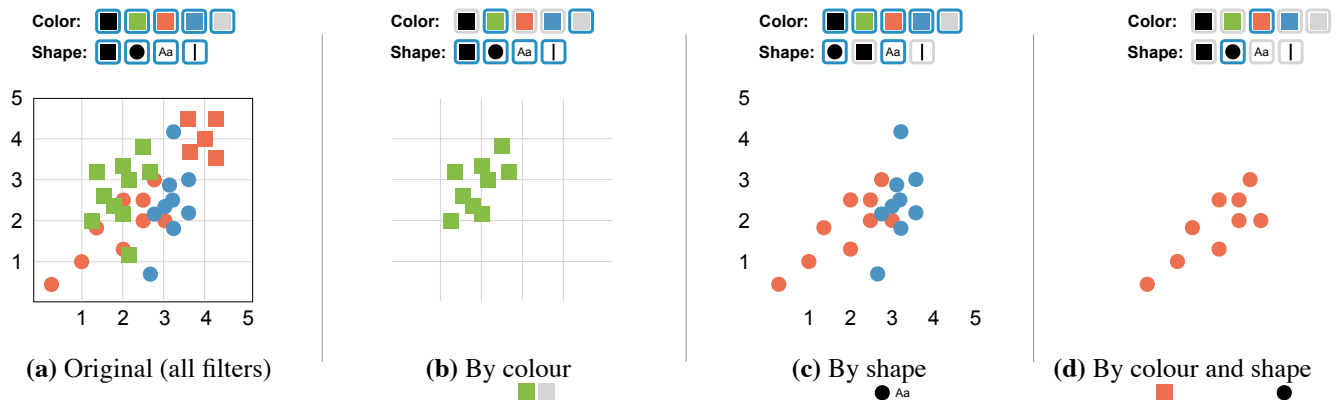 Color:
Shape: Aa
5
4
3
2
1
1 2 3 4 5
(a) Original (all filters)
Color:
Shape: Aa
(b) By colour
Color:
Shape: Aa
5
4
3
2
1
1 2 3 4 5
(c) By shape
Aa
Color:
Shape: Aa
(d) By colour and shape